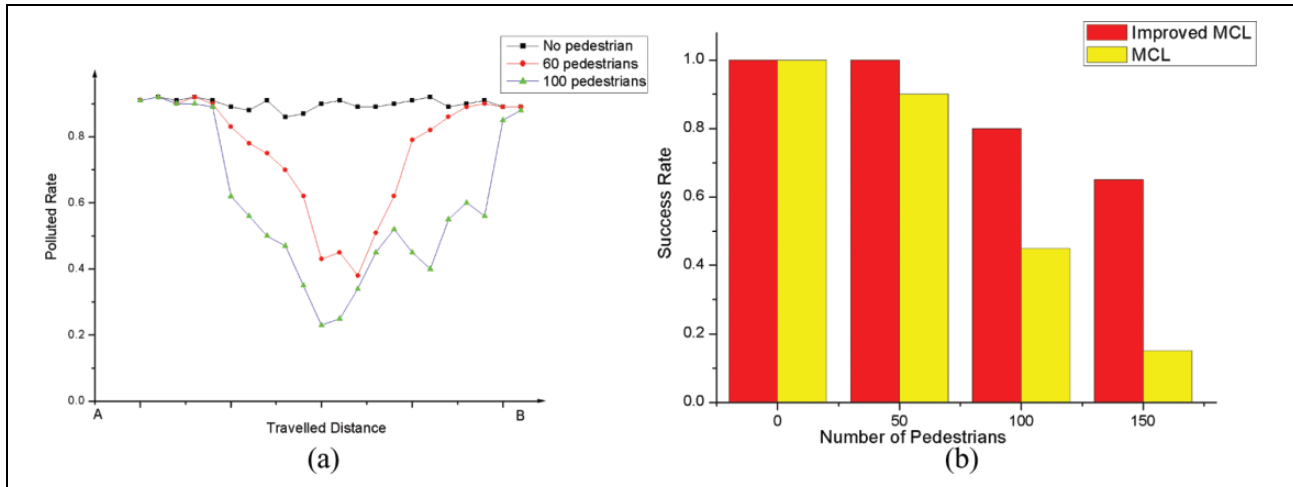 No pedestrian
60 pedestrians
100 pedestrians
Polluted Rate
0.8
0.6
0.4
0.2
0.0
A
B
Travelled Distance
(a)
Improved MCL
MCL
Success Rate
1.0
0.8
0.6
0.4
0.2
0.0
0 50 100 150
Number of Pedestrians
(b)